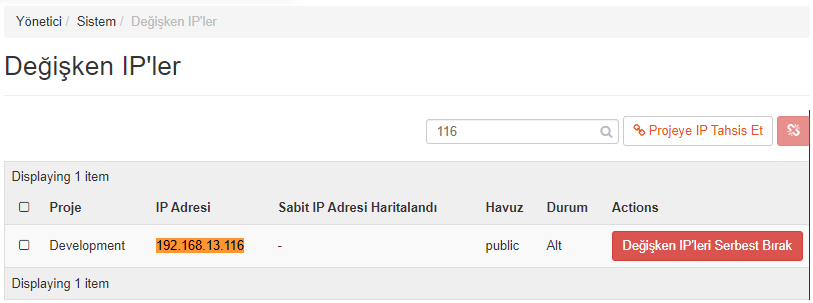 Yönetici / Sistem / Değişken IP'ler
Değişken IP'ler
116 Projeye IP Tahsis Et
Displaying 1 item
Proje IP Adresi Sabit IP Adresi Haritalandı Havuz Durum Actions
Development 192.168.13.116 - public Alt Değişken IP'leri Serbest Bırak
Displaying 1 item